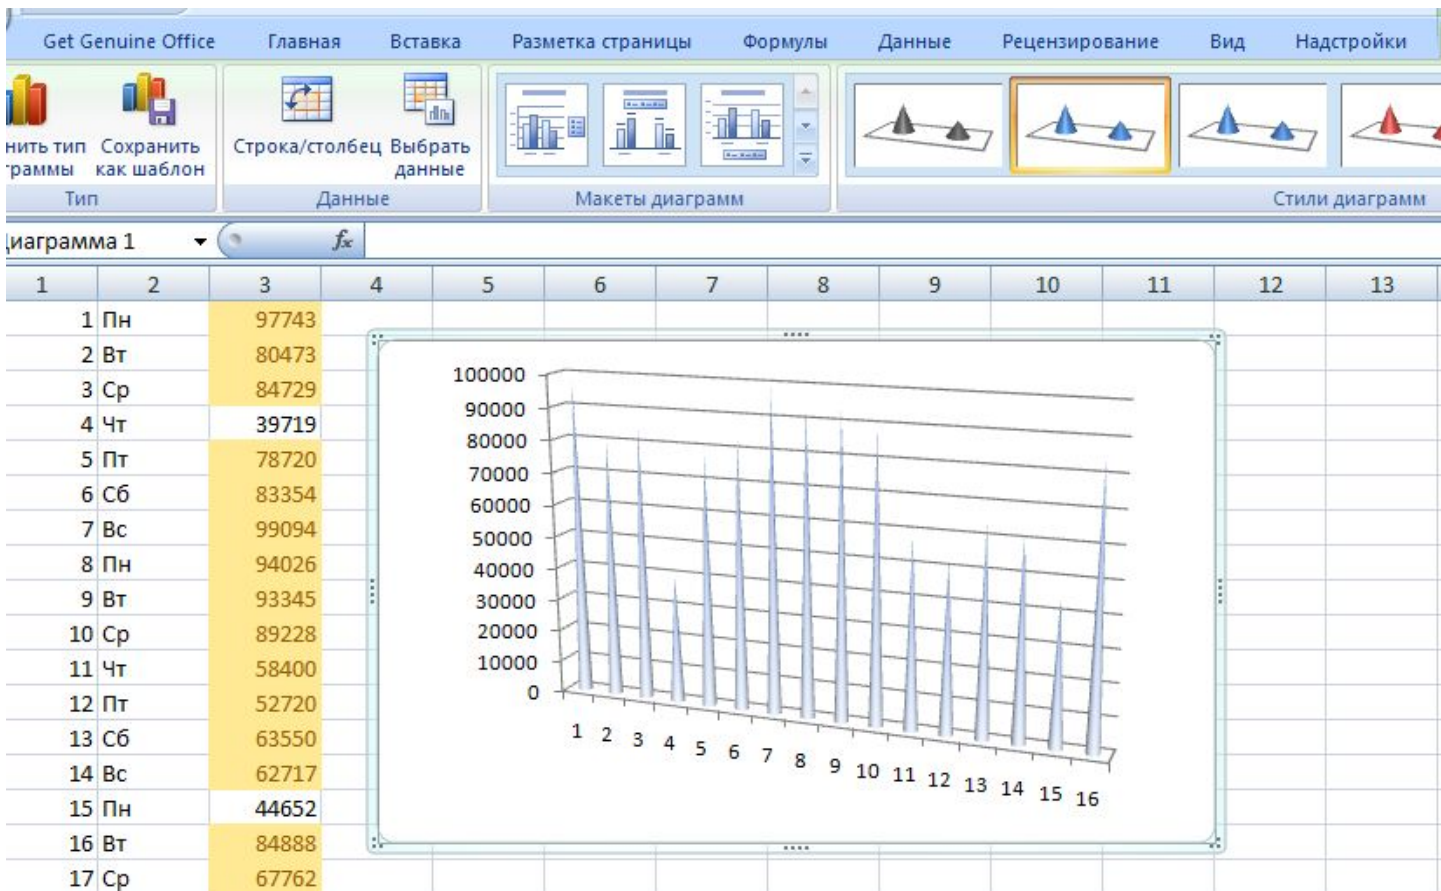 Get Genuine Office Главная Вставка Разметка страницы Формулы Данные Рецензирование Вид Надстройки
нить тип Сохранить Строка/столбец Выбрать
граммы как шаблон данные
Тип Данные Макеты диаграмм Стили диаграмм
иаграмма 1 fx
1 2 3 4 5 6 7 8 9 10 11 12 13
1 Пн 97743
2 Вт 80473
3 Ср 84729
4 Чт 39719
5 Пт 78720
6 Сб 83354
7 Вс 99094
8 Пн 94026
9 Вт 93345
10 Ср 89228
11 Чт 58400
12 Пт 52720
13 Сб 63550
14 Вс 62717
15 Пн 44652
16 Вт 84888
17 Ср 67762
100000
90000
80000
70000
60000
50000
40000
30000
20000
10000
0
1 2 3 4 5 6 7 8 9 10 11 12 13 14 15 16